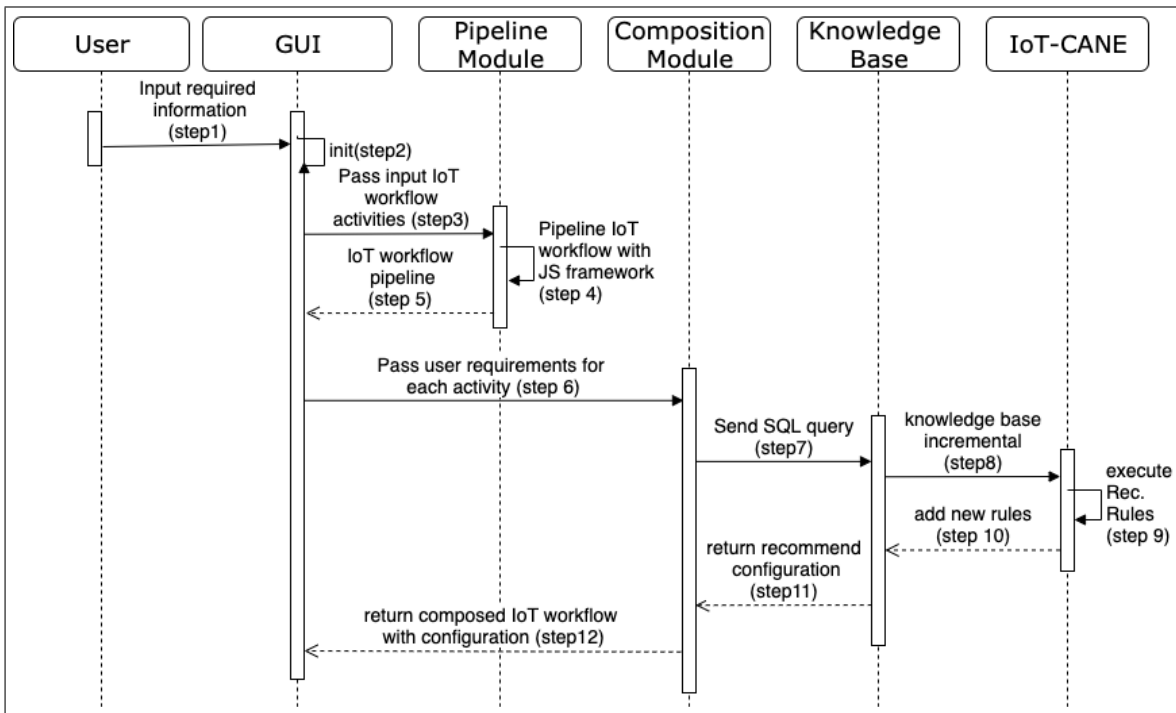 User
GUI
Pipeline
Module
Composition
Module
Knowledge
Base
IoT-CANE
Input required
information
(step1)
init(step2)
Pass input IoT
workflow
activities (step3)
Pipeline IoT
workflow with
JS framework
(step 4)
IoT workflow
pipeline
(step 5)
Pass user requirements for
each activity (step 6)
Send SQL query
(step7)
knowledge base
incremental
(step8)
execute
Rec.
Rules
(step 9)
add new rules
(step 10)
return recommend
configuration
(step11)
return composed IoT workflow
with configuration (step12)